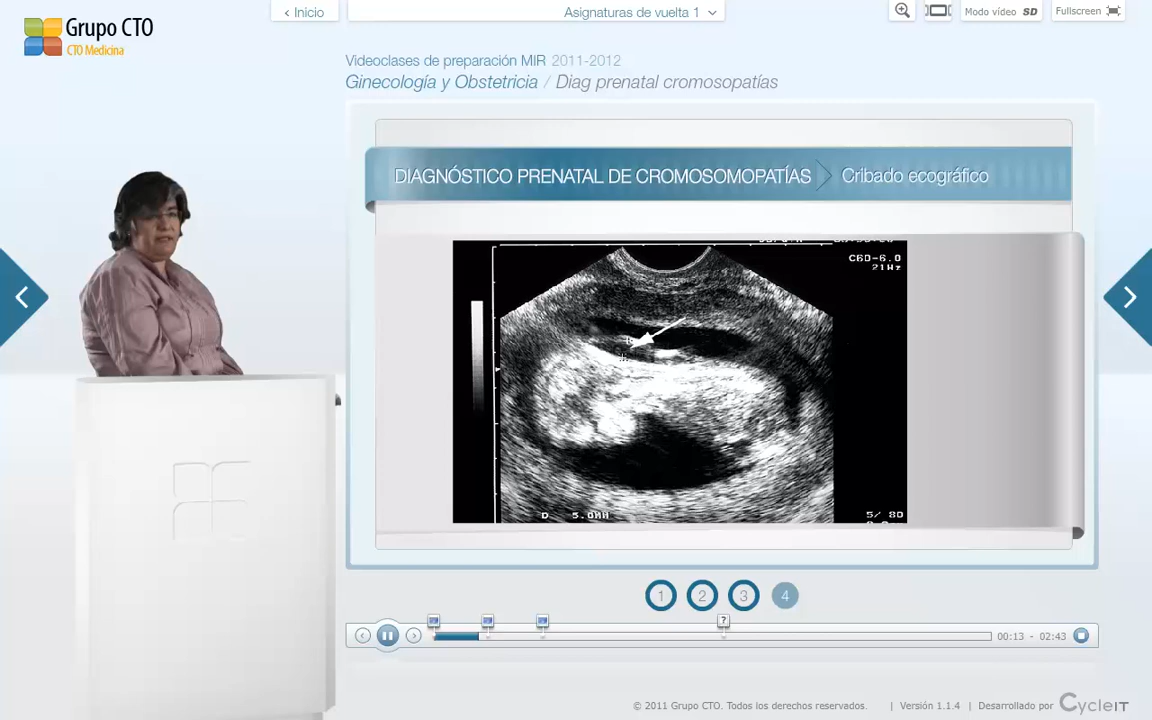 Grupo CTO
CTO Medicina
‹ Inicio
Asignaturas de vuelta 1
Modo vídeo SD
Fullscreen
Videoclases de preparación MIR 2011-2012
Ginecología y Obstetricia / Diag prenatal cromosopatías
DIAGNÓSTICO PRENATAL DE CROMOSOMOPATÍAS
Cribado ecográfico
C6D-6.0
21Hz
D 5.0MM
5/ 80
1 2 3 4
?
00:13 - 02:43
© 2011 Grupo CTO. Todos los derechos reservados. | Versión 1.1.4 | Desarrollado por CycleIT